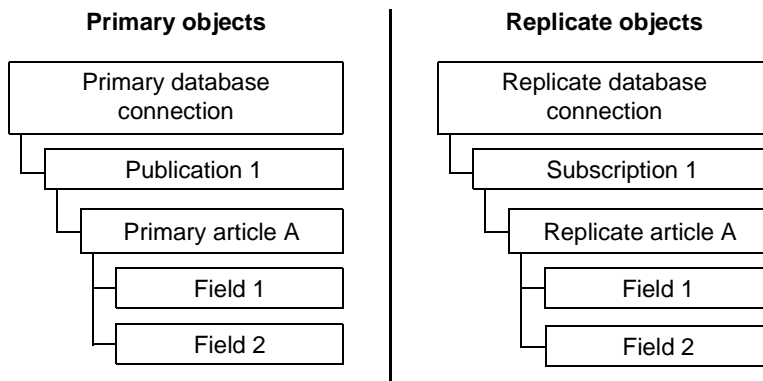 Primary objects
Primary database
connection
Publication 1
Primary article A
Field 1
Field 2
Replicate objects
Replicate database
connection
Subscription 1
Replicate article A
Field 1
Field 2